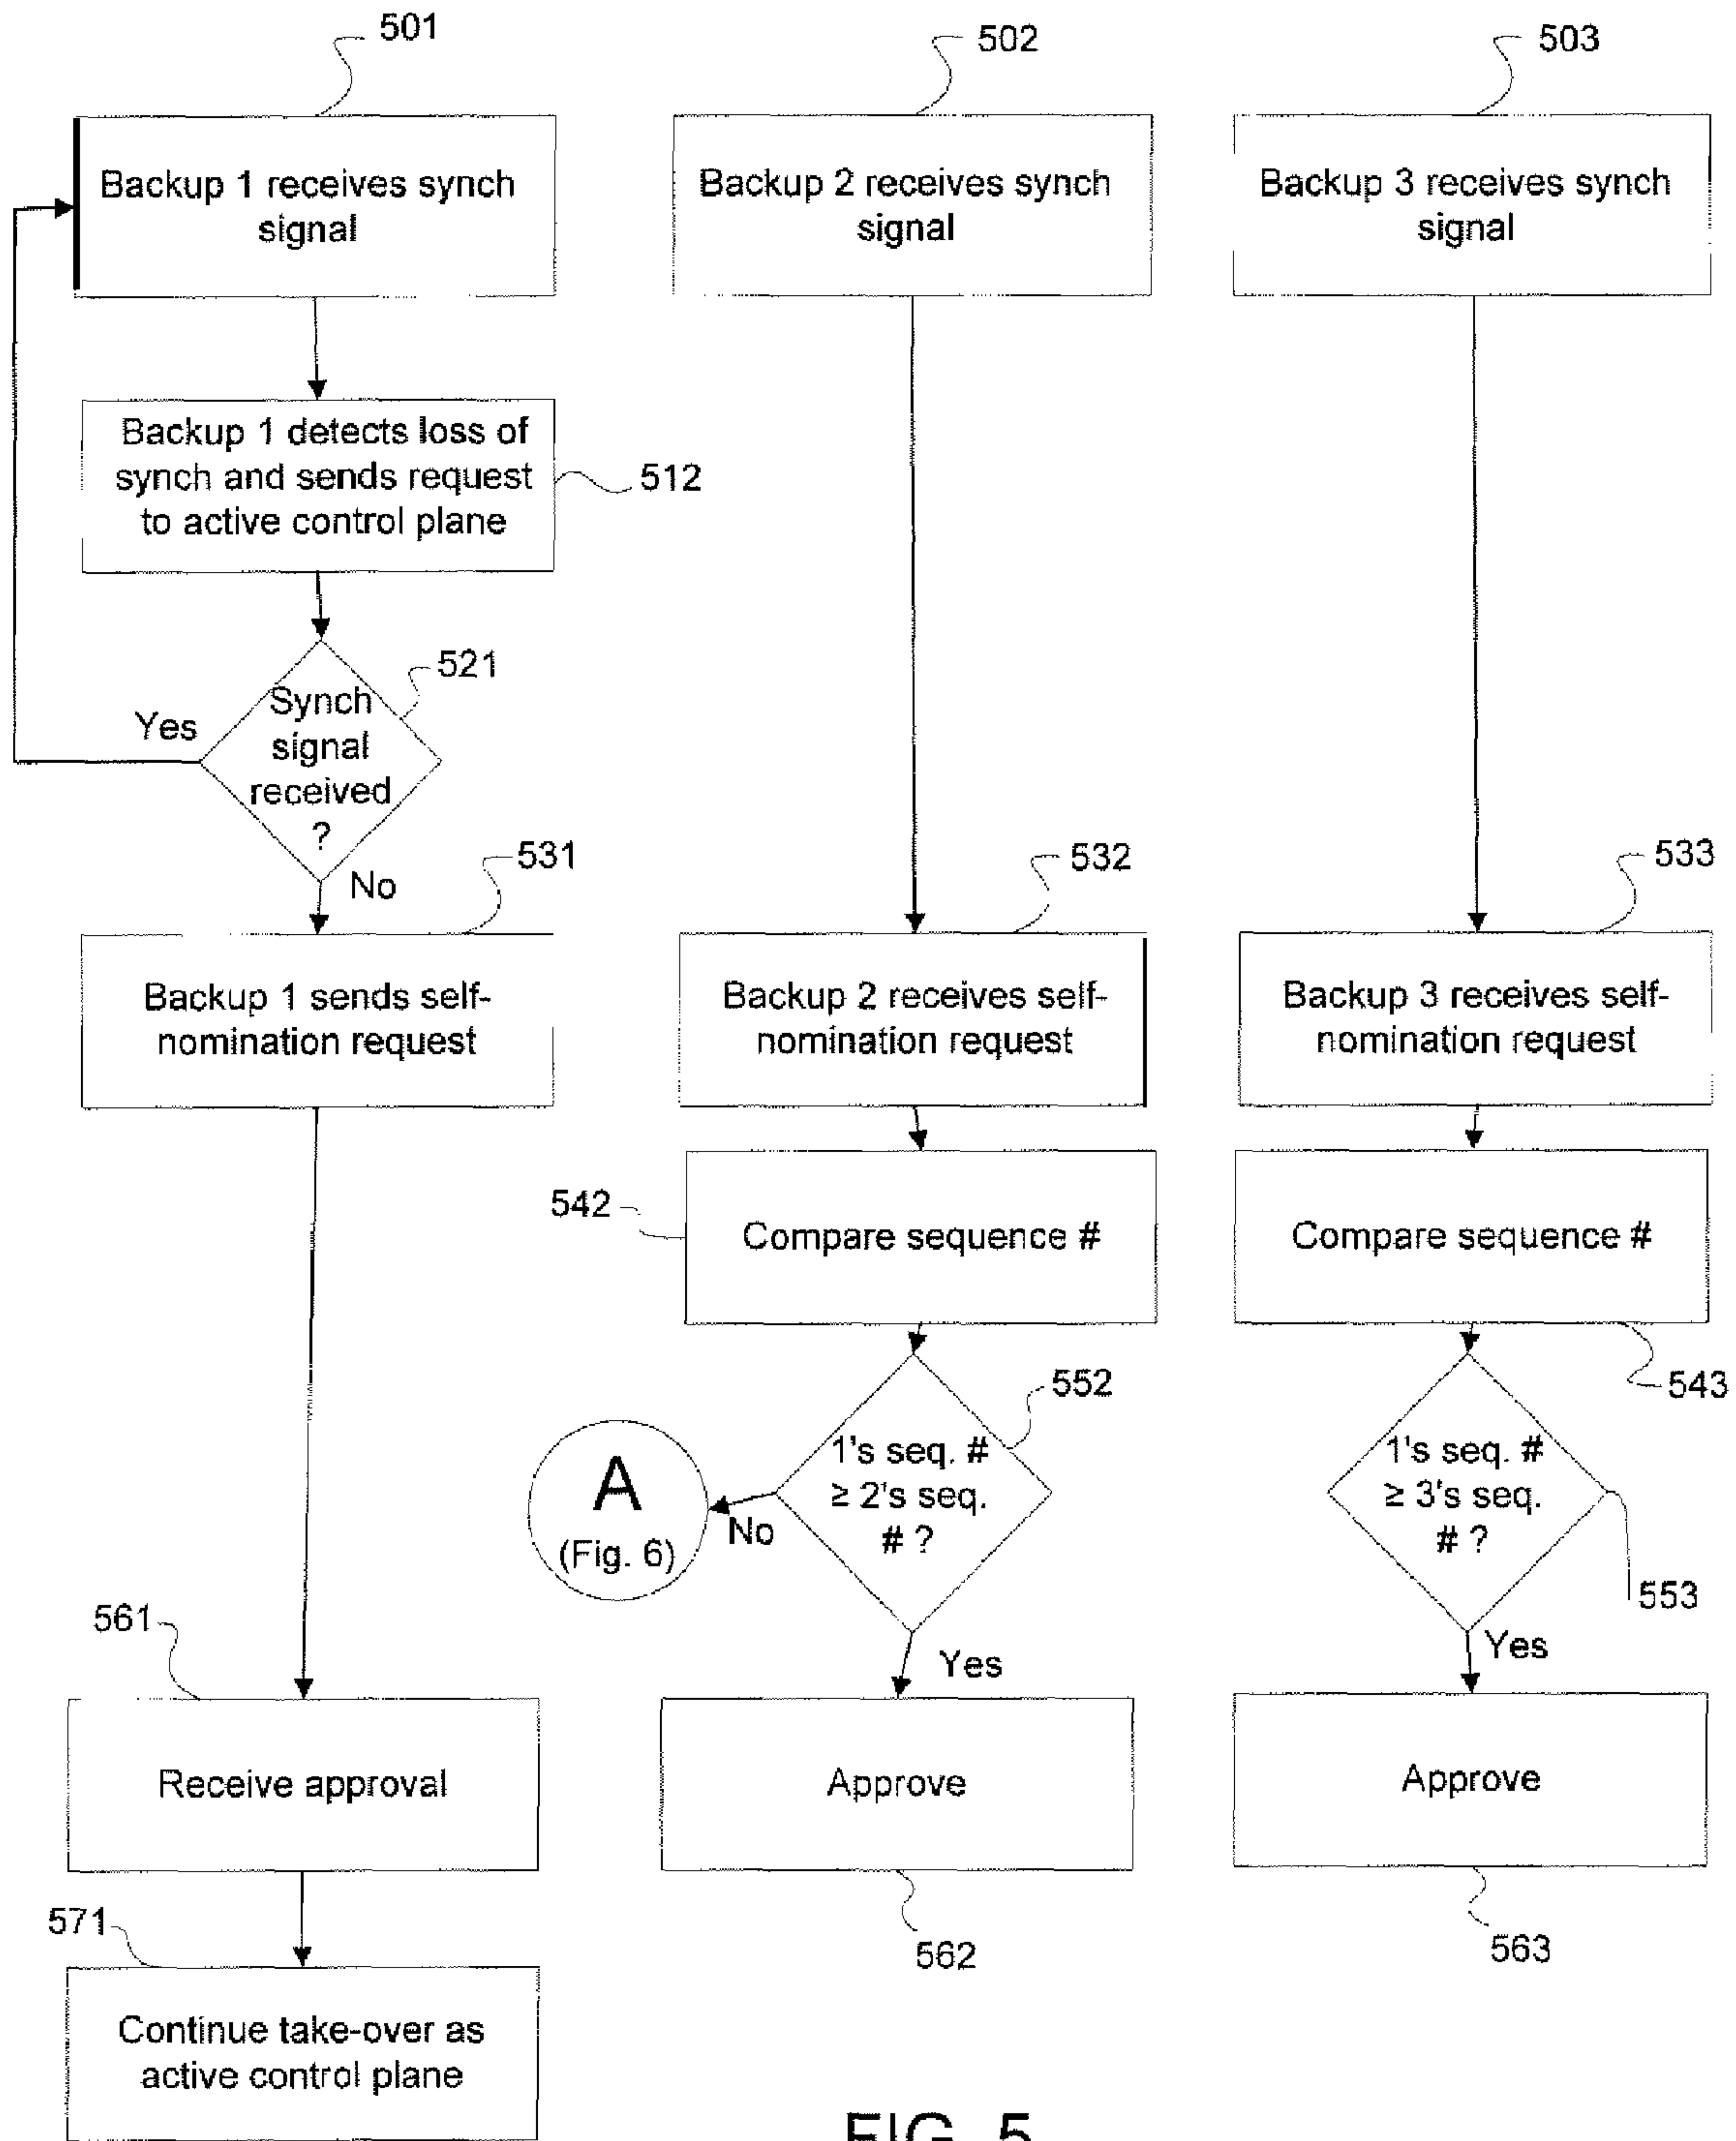 501
502
503
Backup 1 receives synch
signal
Backup 2 receives synch
signal
Backup 3 receives synch
signal
Backup 1 detects loss of
synch and sends request
to active control plane
512
521
Synch
signal
received
?
Yes
No
531
532
533
Backup 1 sends self-
nomination request
Backup 2 receives self-
nomination request
Backup 3 receives self-
nomination request
542
Compare sequence #
Compare sequence #
543
552
1's seq. #
≥ 2's seq.
# ?
1's seq. #
≥ 3's seq.
# ?
553
A
(Fig. 6)
No
Yes
Yes
561
Receive approval
Approve
Approve
562
563
571
Continue take-over as
active control plane
FIG. 5